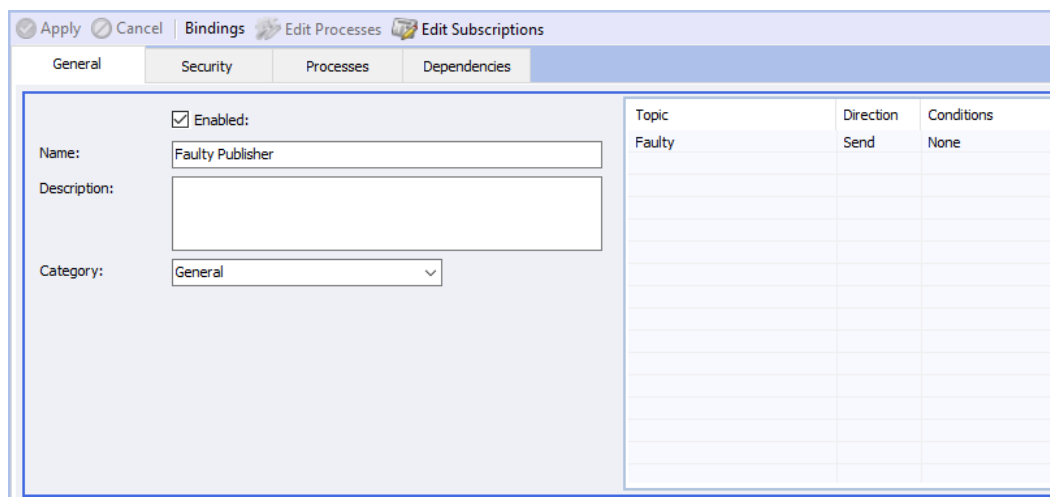 Apply Cancel Bindings Edit Processes Edit Subscriptions
General Security Processes Dependencies
Enabled:
Name: Faulty Publisher
Description:
Category: General
Topic Direction Conditions
Faulty Send None